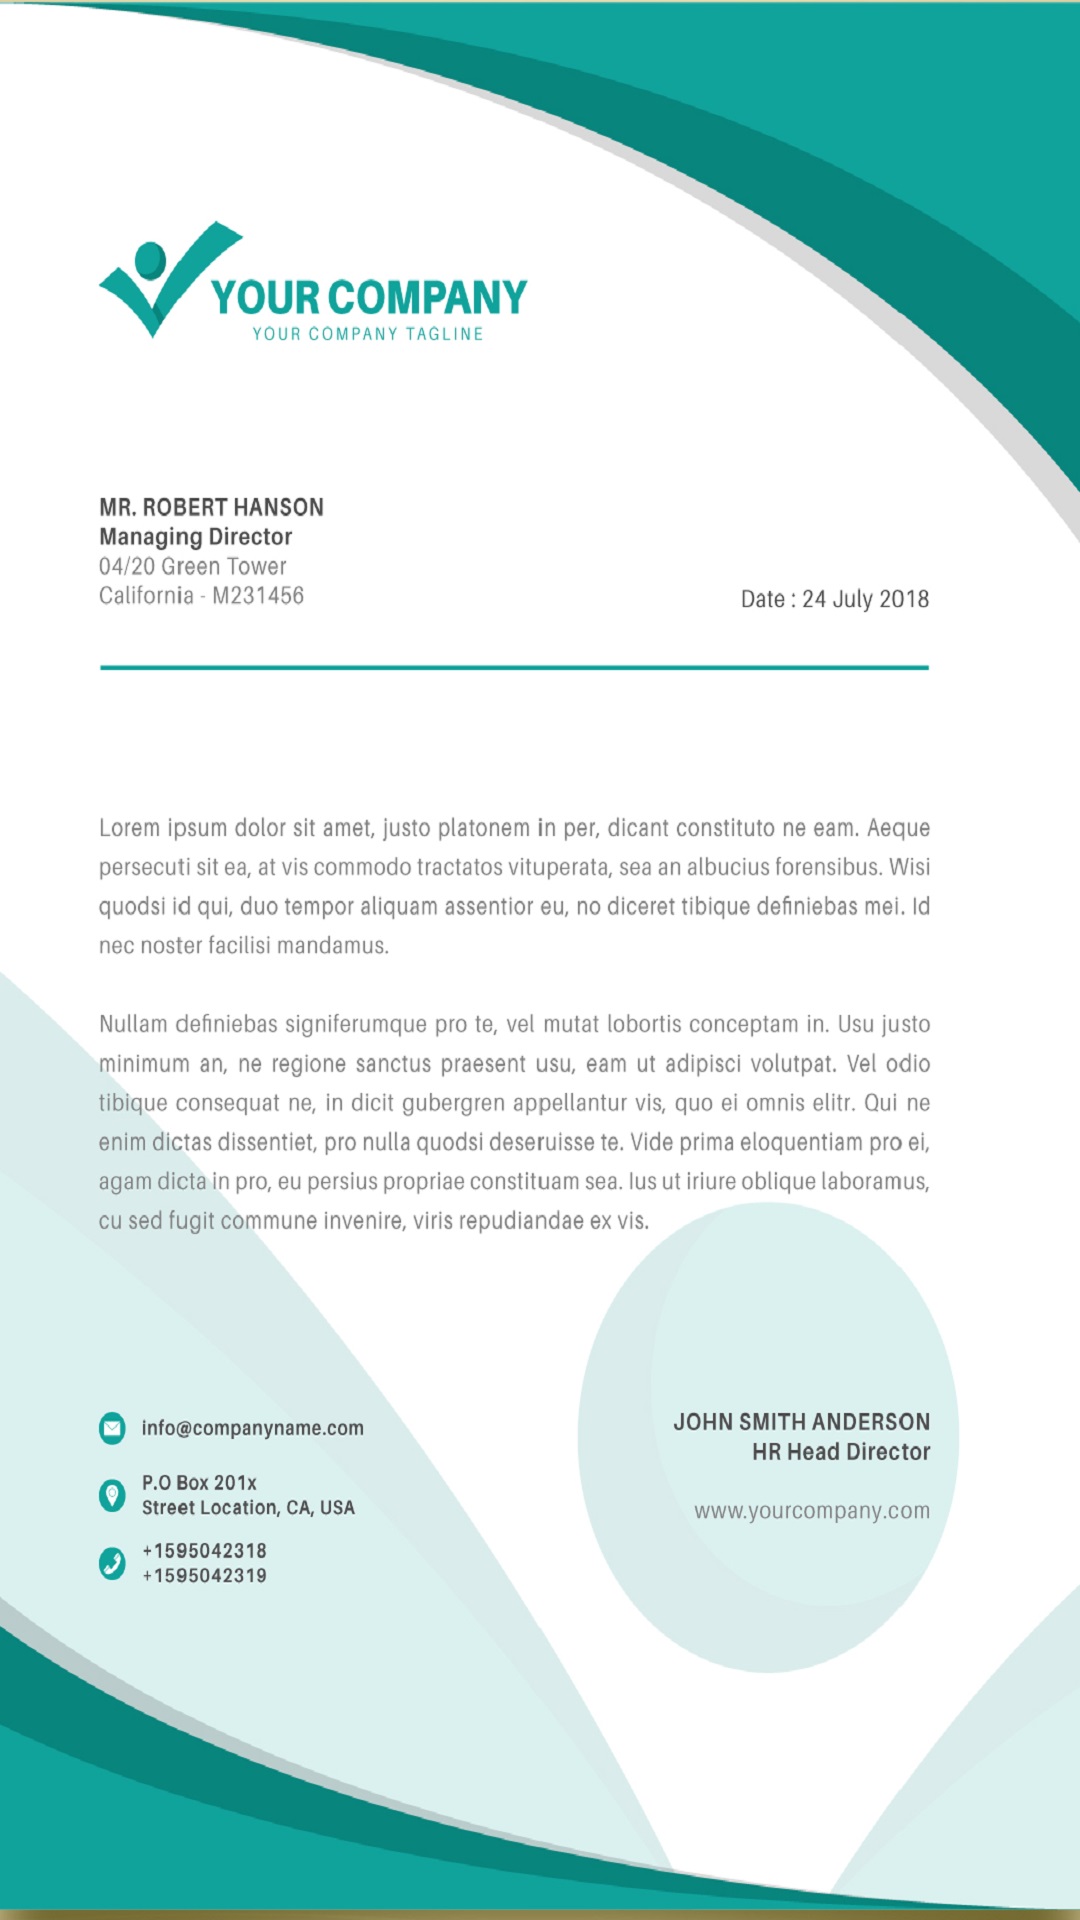 YOUR COMPANY
YOUR COMPANY TAGLINE
MR. ROBERT HANSON
Managing Director
04/20 Green Tower
California - M231456
Date : 24 July 2018
Lorem ipsum dolor sit amet, justo platonem in per, dicant constituto ne eam. Aeque
persecuti sit ea, at vis commodo tractatos vituperata, sea an albucius forensibus. Wisi
quodsi id qui, duo tempor aliquam assentior eu, no diceret tibique definiebas mei. Id
nec noster facilisi mandamus.
Nullam definiebas signiferumque pro te, vel mutat lobortis conceptam in. Usu justo
minimum an, ne regione sanctus praesent usu, eam ut adipisci volutpat. Vel odio
tibique consequat ne, in dicit gubergren appellantur vis, quo ei omnis elitr. Qui ne
enim dictas dissentiet, pro nulla quodsi deseruisse te. Vide prima eloquentiam pro ei,
agam dicta in pro, eu persius propriae constituam sea. Ius ut iriure oblique laboramus,
cu sed fugit commune invenire, viris repudiandae ex vis.
info@companyname.com
P.O Box 201x
Street Location, CA, USA
+1595042318
+1595042319
JOHN SMITH ANDERSON
HR Head Director
www.yourcompany.com